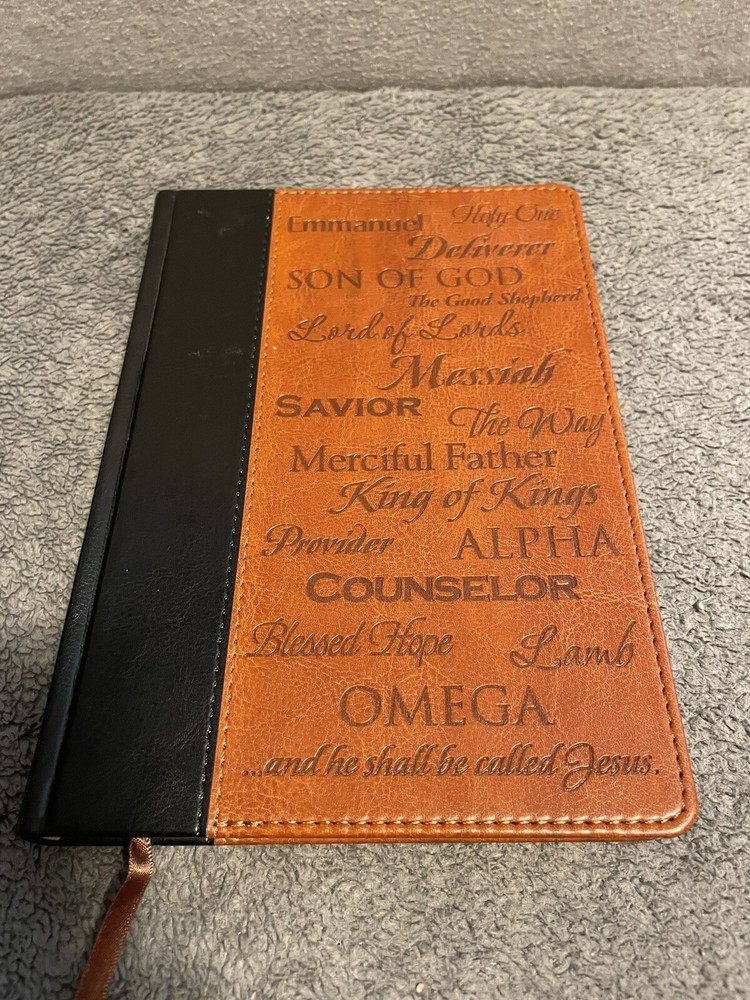 Emmanuel Holy One
Deliverer
SON OF GOD
The Good Shepherd
Lord of Lords
Messiah
SAVIOR The Way
Merciful Father
King of Kings
Provider ALPHA
COUNSELOR
Blessed Hope Lamb
OMEGA
...and he shall be called Jesus.